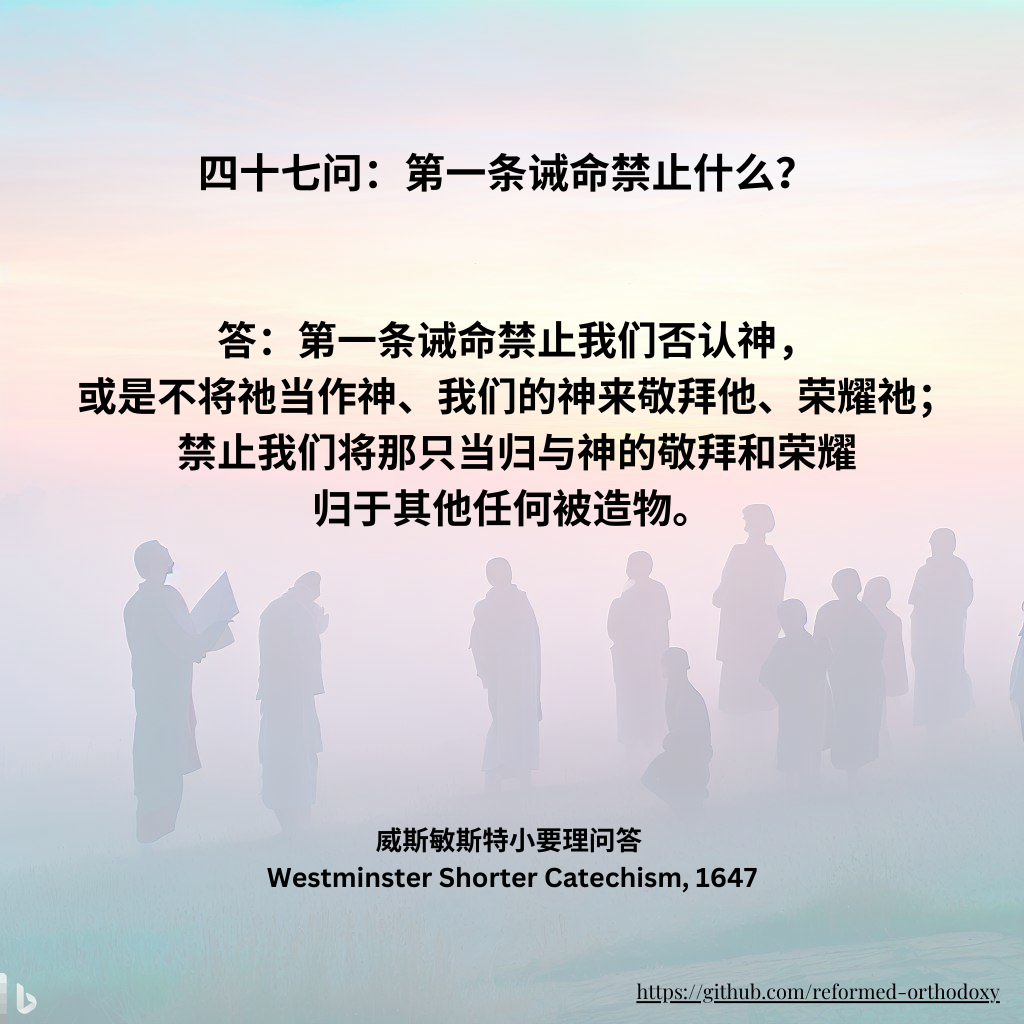 四十七问：第一条诫命禁止什么？
答：第一条诫命禁止我们否认神，
或是不将祂当作神、我们的神来敬拜他、荣耀祂；
禁止我们将那只当归与神的敬拜和荣耀
归于其他任何被造物。
威斯敏斯特小要理问答
Westminster Shorter Catechism, 1647
https://github.com/reformed-orthodoxy